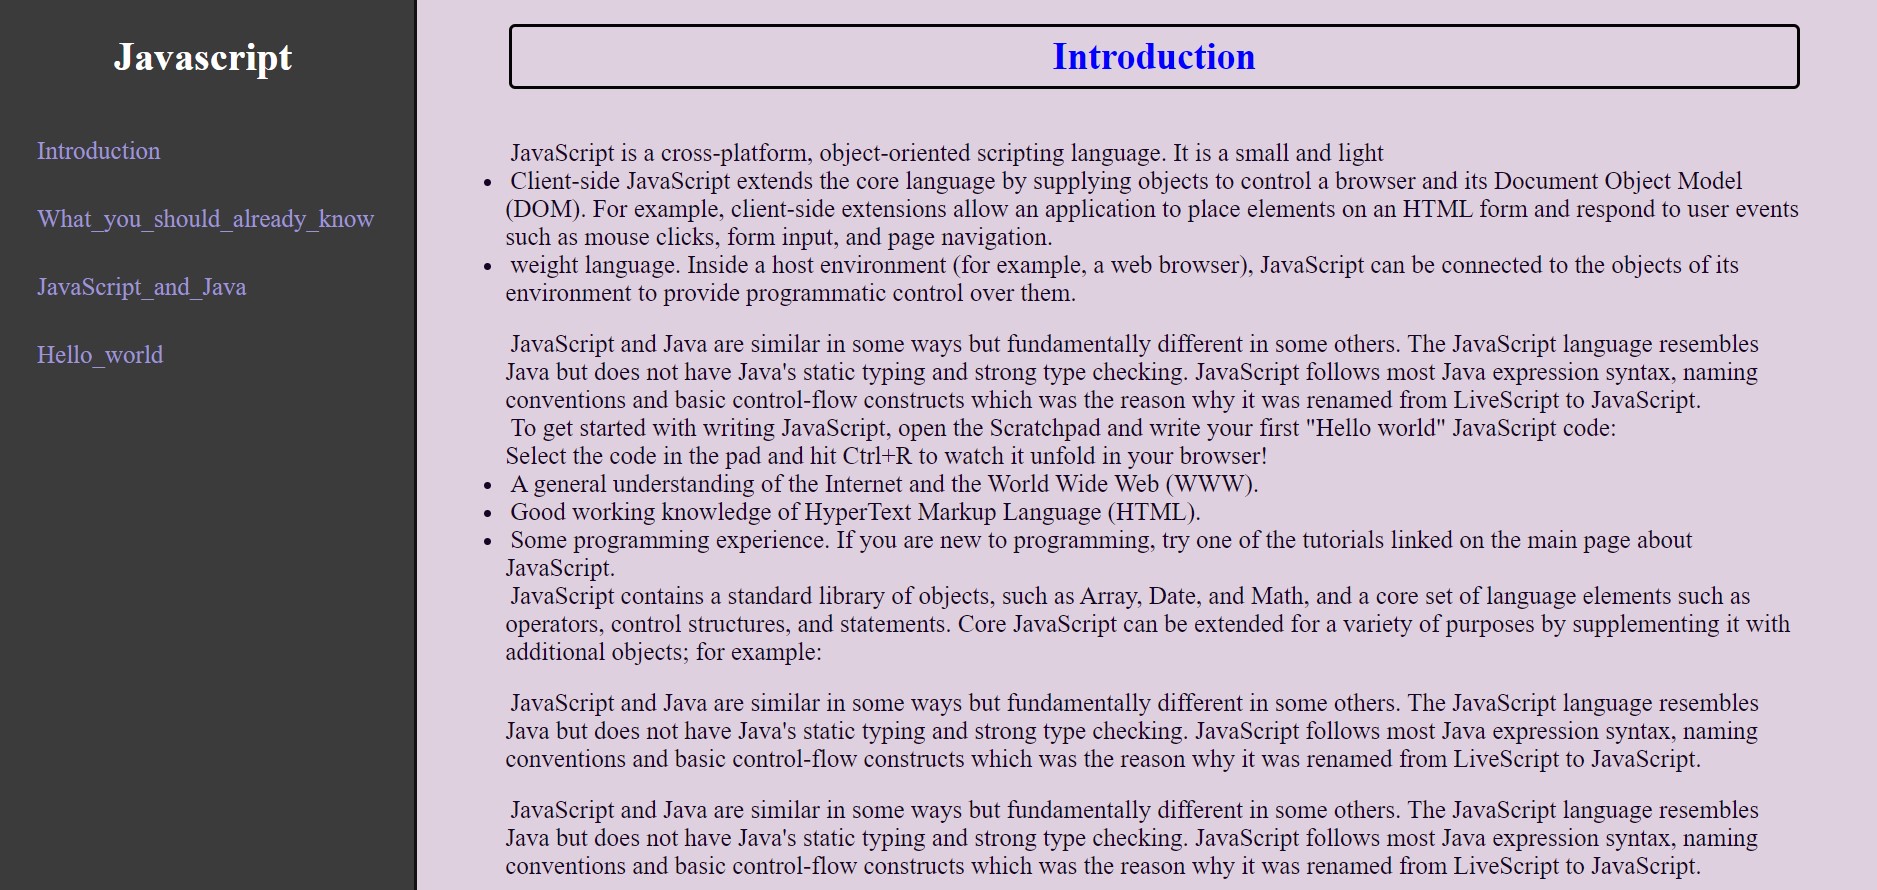 Javascript
Introduction
What_you_should_already_know
JavaScript_and_Java
Hello_world
Introduction
JavaScript is a cross-platform, object-oriented scripting language. It is a small and light
• Client-side JavaScript extends the core language by supplying objects to control a browser and its Document Object Model
(DOM). For example, client-side extensions allow an application to place elements on an HTML form and respond to user events
such as mouse clicks, form input, and page navigation.
• weight language. Inside a host environment (for example, a web browser), JavaScript can be connected to the objects of its
environment to provide programmatic control over them.
JavaScript and Java are similar in some ways but fundamentally different in some others. The JavaScript language resembles
Java but does not have Java's static typing and strong type checking. JavaScript follows most Java expression syntax, naming
conventions and basic control-flow constructs which was the reason why it was renamed from LiveScript to JavaScript.
To get started with writing JavaScript, open the Scratchpad and write your first "Hello world" JavaScript code:
Select the code in the pad and hit Ctrl+R to watch it unfold in your browser!
• A general understanding of the Internet and the World Wide Web (WWW).
• Good working knowledge of HyperText Markup Language (HTML).
• Some programming experience. If you are new to programming, try one of the tutorials linked on the main page about
JavaScript.
JavaScript contains a standard library of objects, such as Array, Date, and Math, and a core set of language elements such as
operators, control structures, and statements. Core JavaScript can be extended for a variety of purposes by supplementing it with
additional objects; for example:
JavaScript and Java are similar in some ways but fundamentally different in some others. The JavaScript language resembles
Java but does not have Java's static typing and strong type checking. JavaScript follows most Java expression syntax, naming
conventions and basic control-flow constructs which was the reason why it was renamed from LiveScript to JavaScript.
JavaScript and Java are similar in some ways but fundamentally different in some others. The JavaScript language resembles
Java but does not have Java's static typing and strong type checking. JavaScript follows most Java expression syntax, naming
conventions and basic control-flow constructs which was the reason why it was renamed from LiveScript to JavaScript.